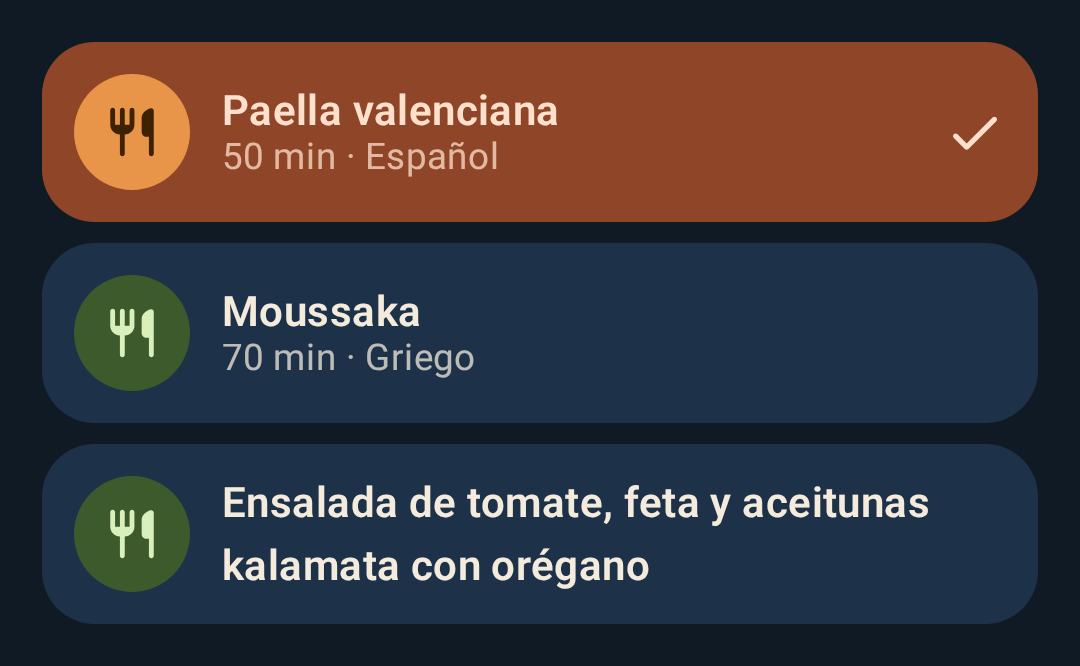 Paella valenciana
50 min · Español
Moussaka
70 min · Griego
Ensalada de tomate, feta y aceitunas
kalamata con orégano